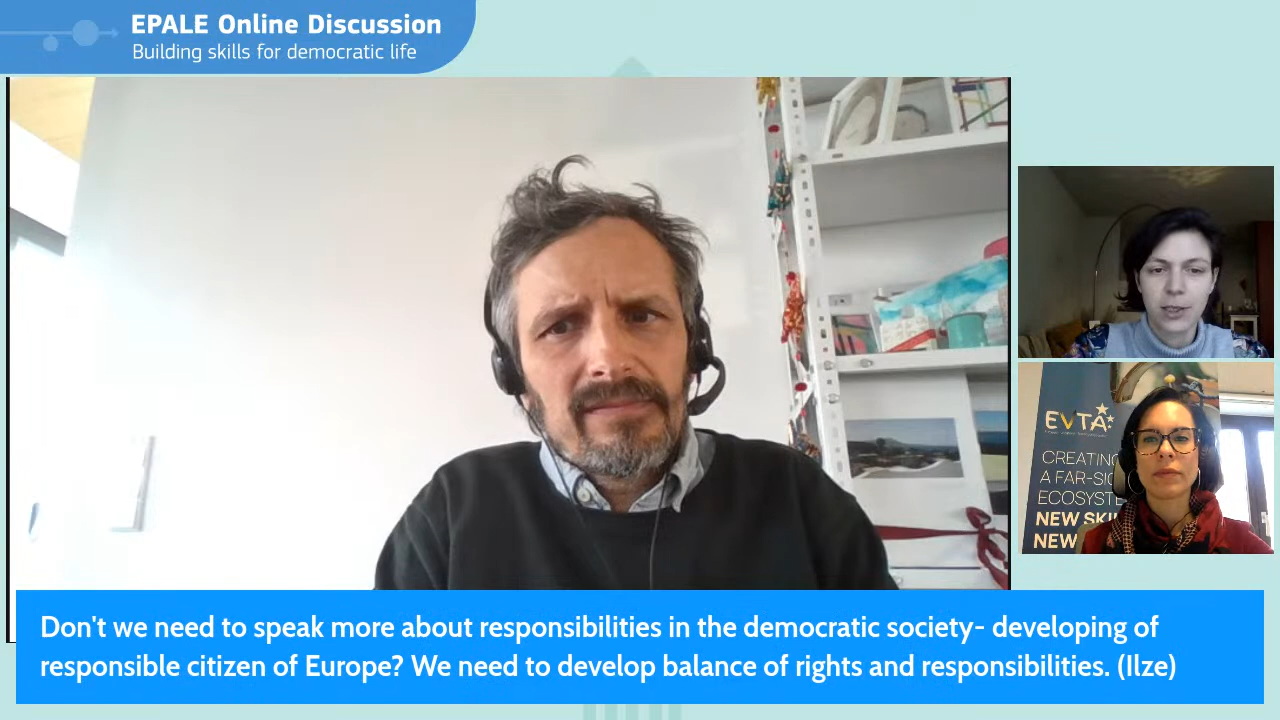 EPALE Online Discussion
Building skills for democratic life
EVTA
CREATING
A FAR-SIG
ECOSYSTE
NEW SKI
NEW
Don't we need to speak more about responsibilities in the democratic society- developing of
responsible citizen of Europe? We need to develop balance of rights and responsibilities. (Ilze)